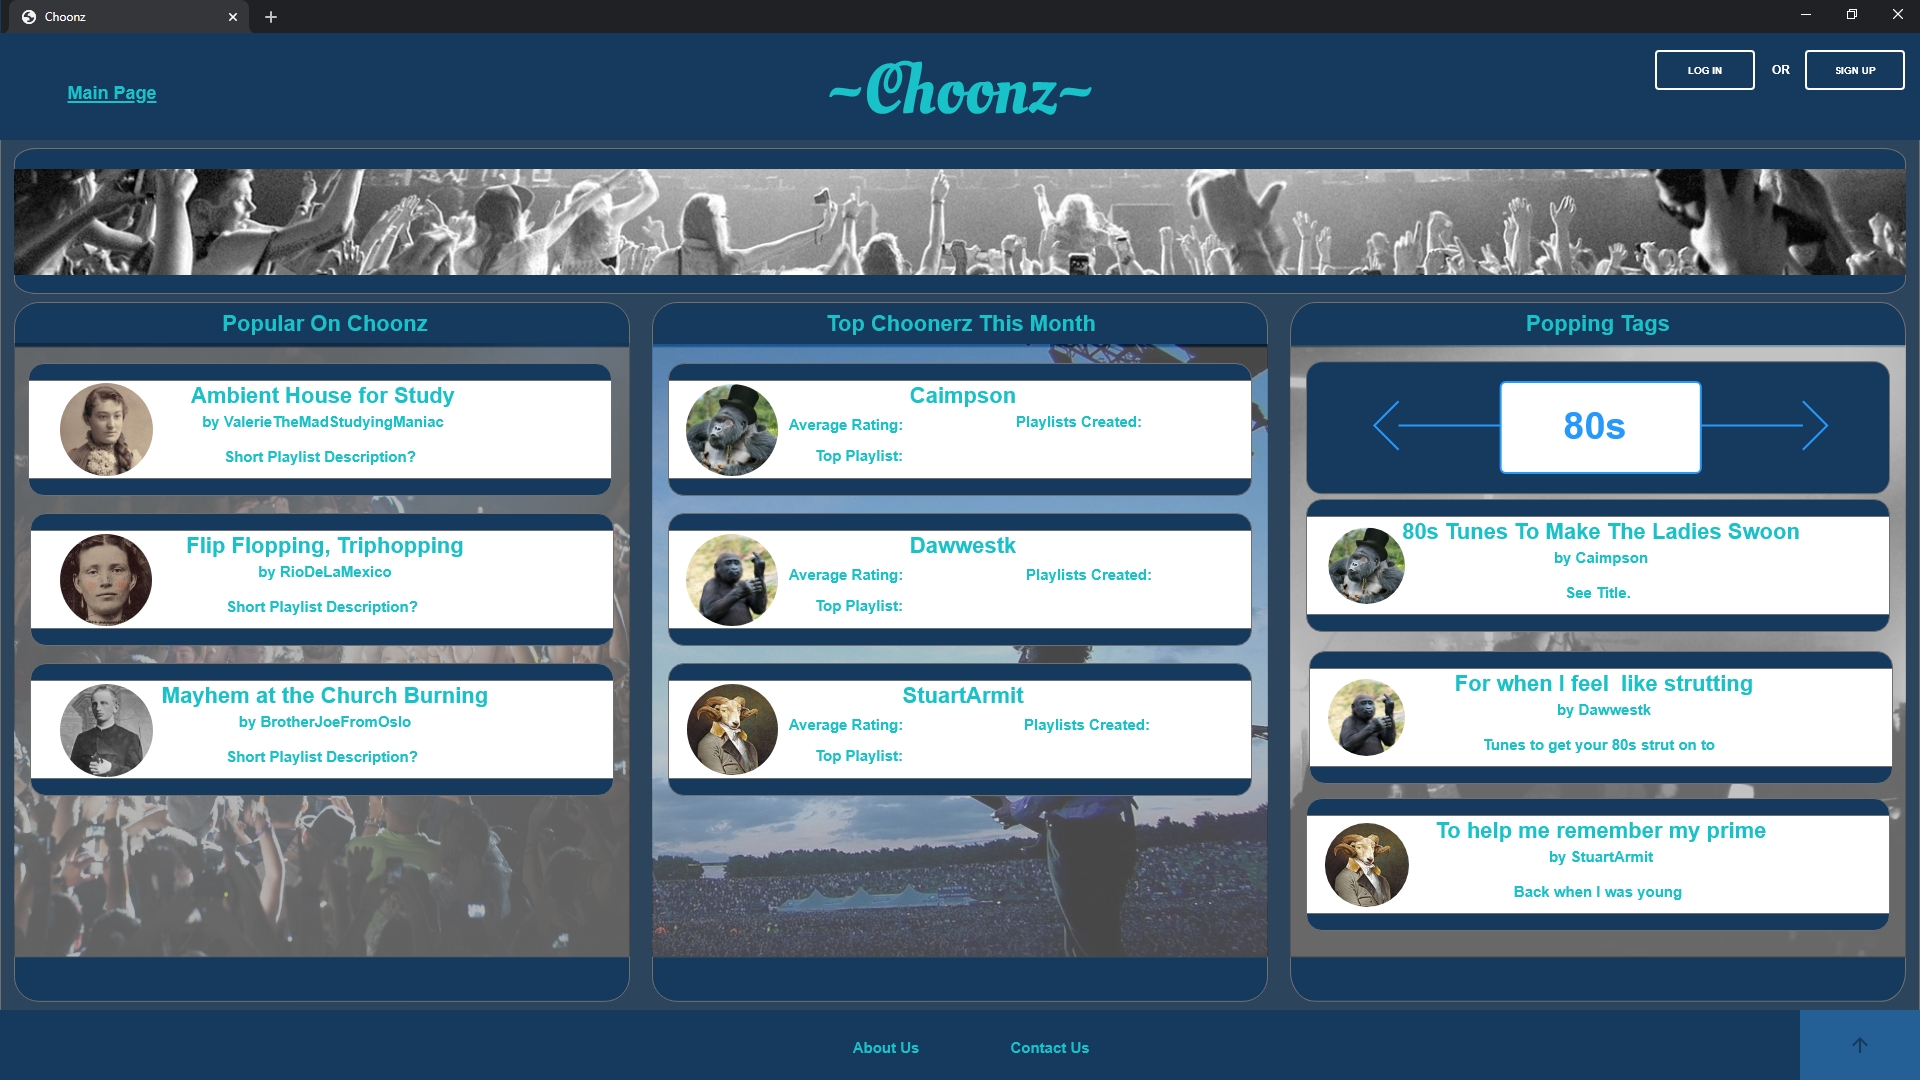 Choonz
Main Page
~Choonz~
LOG IN
OR
SIGN UP
Popular On Choonz
Ambient House for Study
by ValerieTheMadStudyingManiac
Short Playlist Description?
Flip Flopping, Triphopping
by RioDeLaMexico
Short Playlist Description?
Mayhem at the Church Burning
by BrotherJoeFromOslo
Short Playlist Description?
Top Choonerz This Month
Caimpson
Average Rating:
Playlists Created:
Top Playlist:
Dawwestk
Average Rating:
Playlists Created:
Top Playlist:
StuartArmit
Average Rating:
Playlists Created:
Top Playlist:
Popping Tags
80s
80s Tunes To Make The Ladies Swoon
by Caimpson
See Title.
For when I feel  like strutting
by Dawwestk
Tunes to get your 80s strut on to
To help me remember my prime
by StuartArmit
Back when I was young
About Us
Contact Us